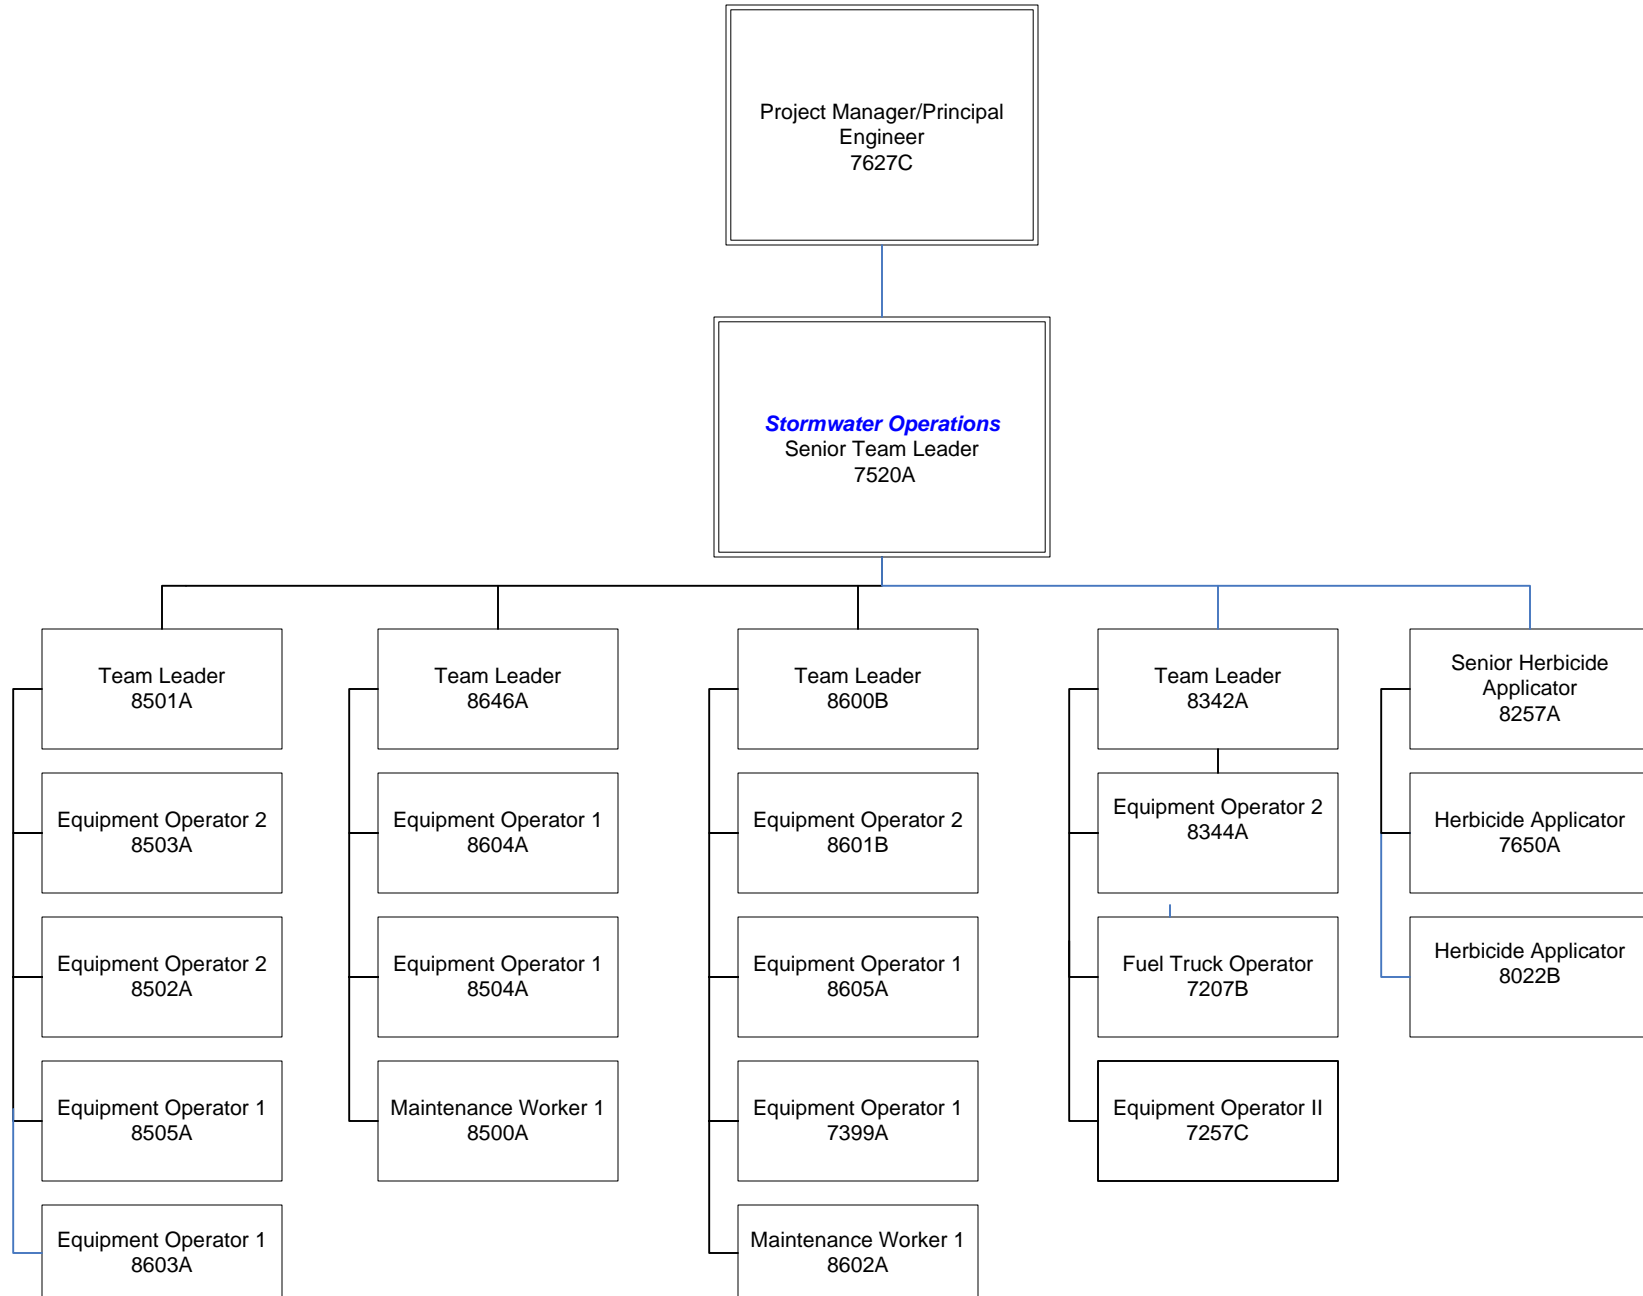 Project Manager/Principal
Engineer
7627C
Stormwater Operations
Senior Team Leader
7520A
Team Leader
8501A
Equipment Operator 2
8503A
Equipment Operator 2
8502A
Equipment Operator 1
8505A
Equipment Operator 1
8603A
Team Leader
8646A
Equipment Operator 1
8604A
Equipment Operator 1
8504A
Maintenance Worker 1
8500A
Team Leader
8600B
Equipment Operator 2
8601B
Equipment Operator 1
8605A
Equipment Operator 1
7399A
Maintenance Worker 1
8602A
Team Leader
8342A
Equipment Operator 2
8344A
Fuel Truck Operator
7207B
Equipment Operator II
7257C
Senior Herbicide
Applicator
8257A
Herbicide Applicator
7650A
Herbicide Applicator
8022B